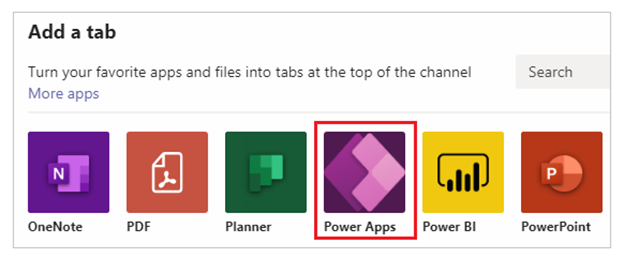 Add a tab
Turn your favorite apps and files into tabs at the top of the channel
Search
More apps
N
P
OneNote
PDF
Planner
Power Apps
Power BI
PowerPoint